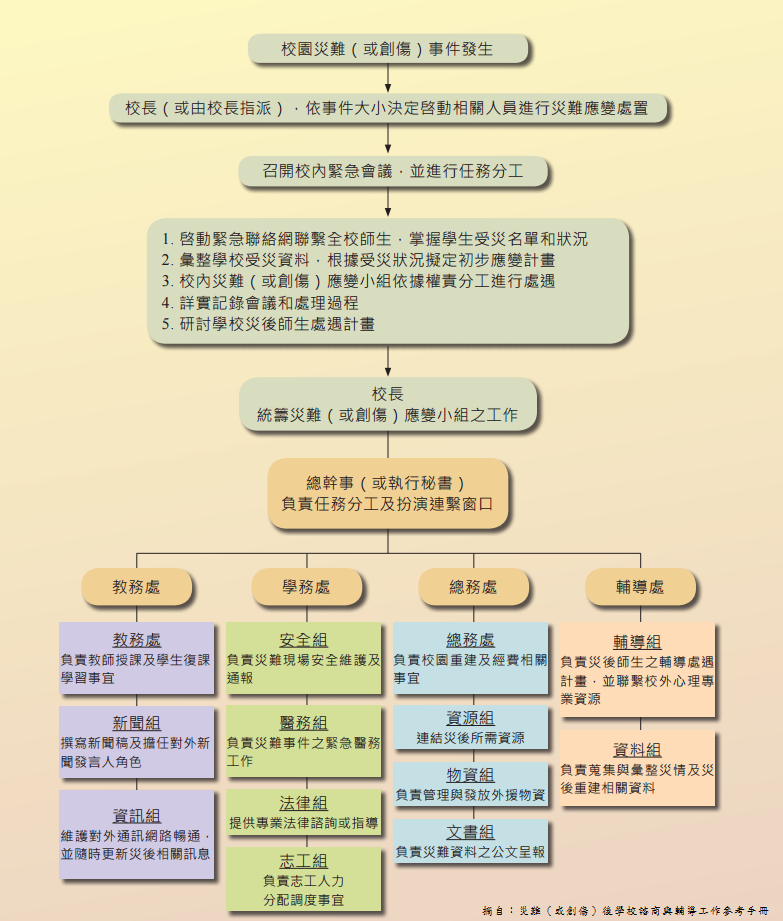 校園災難（或創傷）事件發生
校長（或由校長指派），依事件大小決定啟動相關人員進行災難應變處置
召開校內緊急會議，並進行任務分工
1. 啟動緊急聯絡網聯繫全校師生，掌握學生受災名單和狀況
2. 彙整學校受災資料，根據受災狀況擬定初步應變計畫
3. 校內災難（或創傷）應變小組依據權責分工進行處遇
4. 詳實記錄會議和處理過程
5. 研討學校災後師生處遇計畫
校長
統籌災難（或創傷）應變小組之工作
總幹事（或執行秘書）
負責任務分工及扮演連繫窗口
教務處
學務處
總務處
輔導處
教務處
負責教師授課及學生復課
學習事宜
新聞組
撰寫新聞稿及擔任對外新
聞發言人角色
資訊組
維護對外通訊網路暢通，
並隨時更新災後相關訊息
安全組
負責災難現場安全維護及
通報
醫務組
負責災難事件之緊急醫務
工作
法律組
提供專業法律諮詢或指導
志工組
負責志工人力
分配調度事宜
總務處
負責校園重建及經費相關
事宜
資源組
連結災後所需資源
物資組
負責管理與發放外援物資
文書組
負責災難資料之公文呈報
輔導組
負責災後師生之輔導處遇
計畫，並聯繫校外心理專
業資源
資料組
負責蒐集與彙整災情及災
後重建相關資料
摘自：災難（或創傷）後學校諮商與輔導工作參考手冊